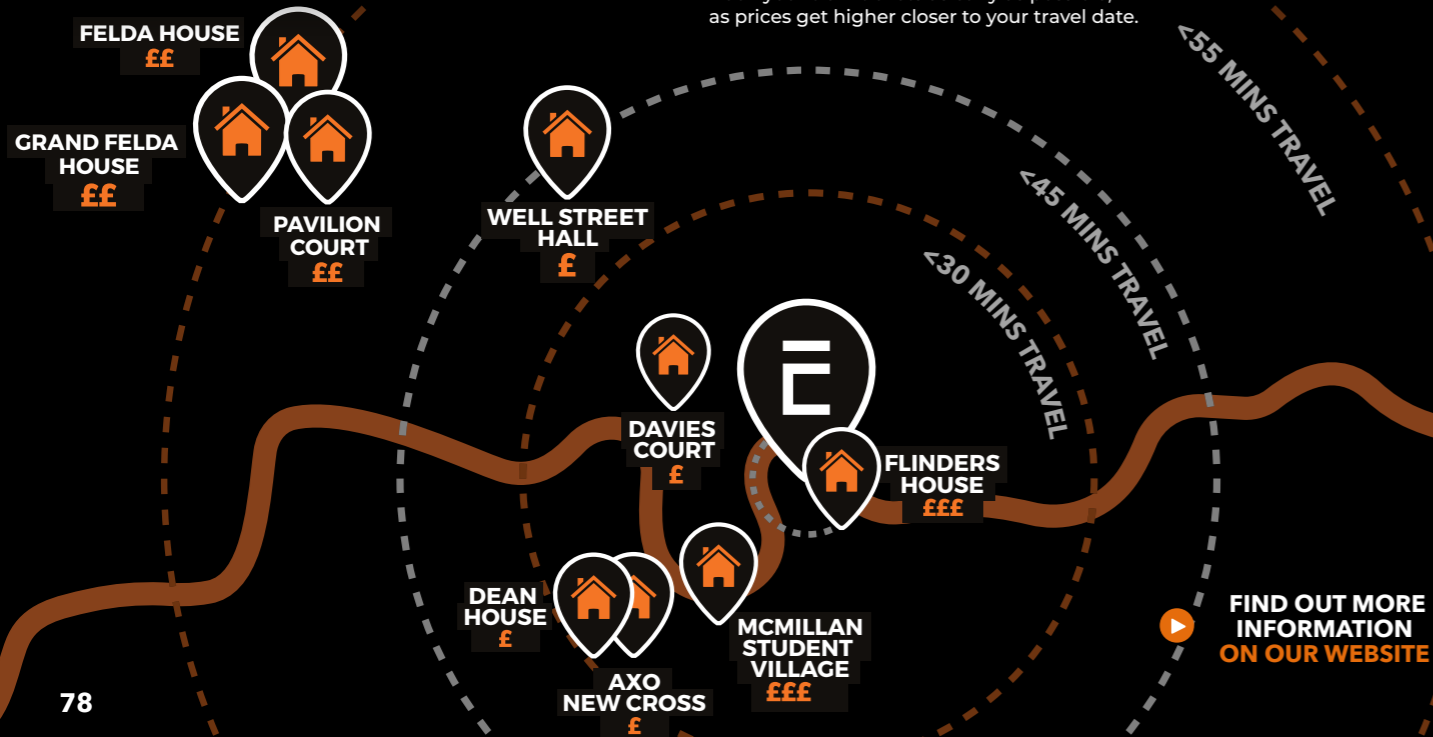 as prices get higher closer to your travel date.
FELDA HOUSE
££
GRAND FELDA
HOUSE
££
PAVILION
COURT
££
WELL STREET
HALL
£
<55 MINS TRAVEL
<45 MINS TRAVEL
<30 MINS TRAVEL
E
DAVIES
COURT
£
FLINDERS
HOUSE
£££
DEAN
HOUSE
£
AXO
NEW CROSS
£
MCMILLAN
STUDENT
VILLAGE
£££
FIND OUT MORE
INFORMATION
ON OUR WEBSITE
78